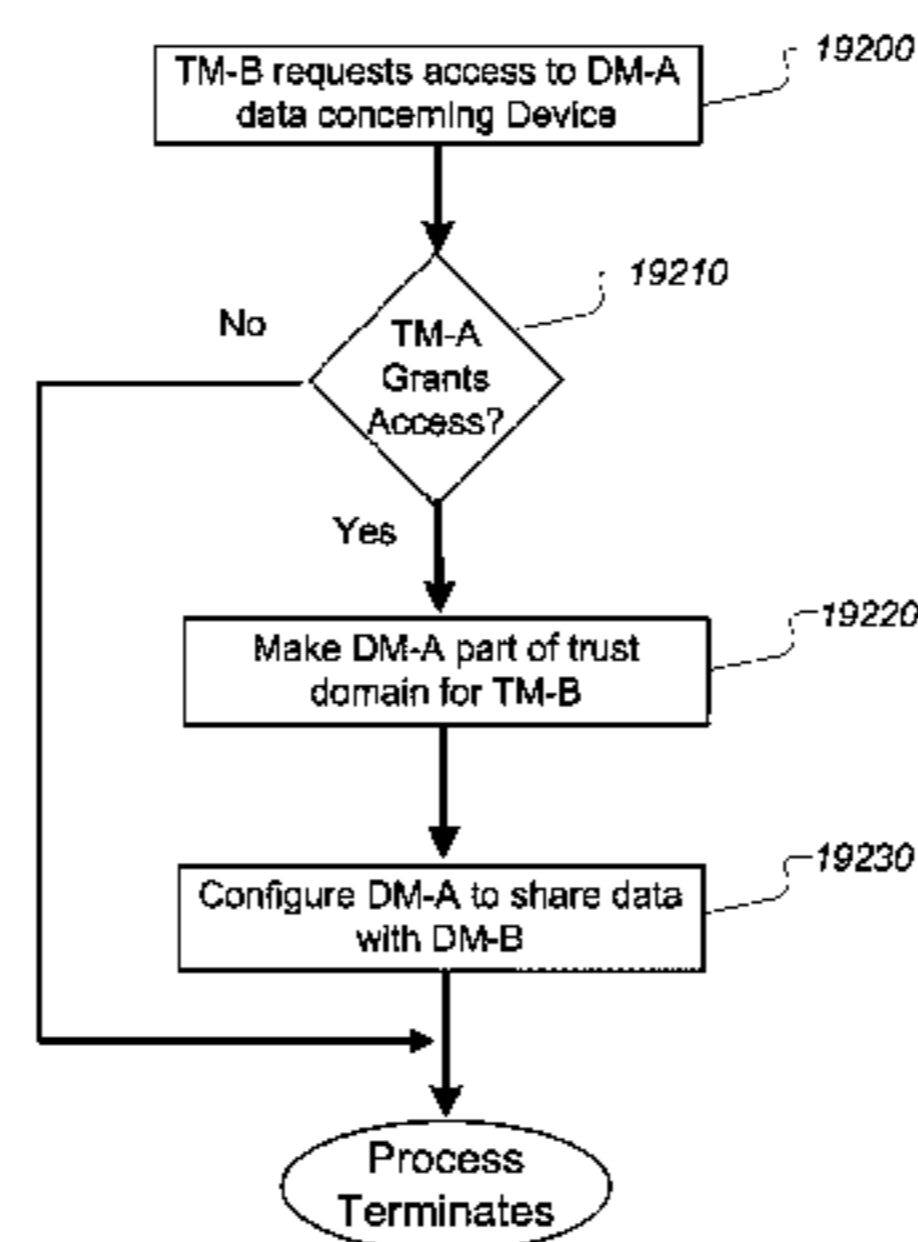 TM-B requests access to DM-A
data concerning Device
19200
19210
No
TM-A
Grants
Access?
Yes
19220
Make DM-A part of trust
domain for TM-B
19230
Configure DM-A to share data
with DM-B
Process
Terminates